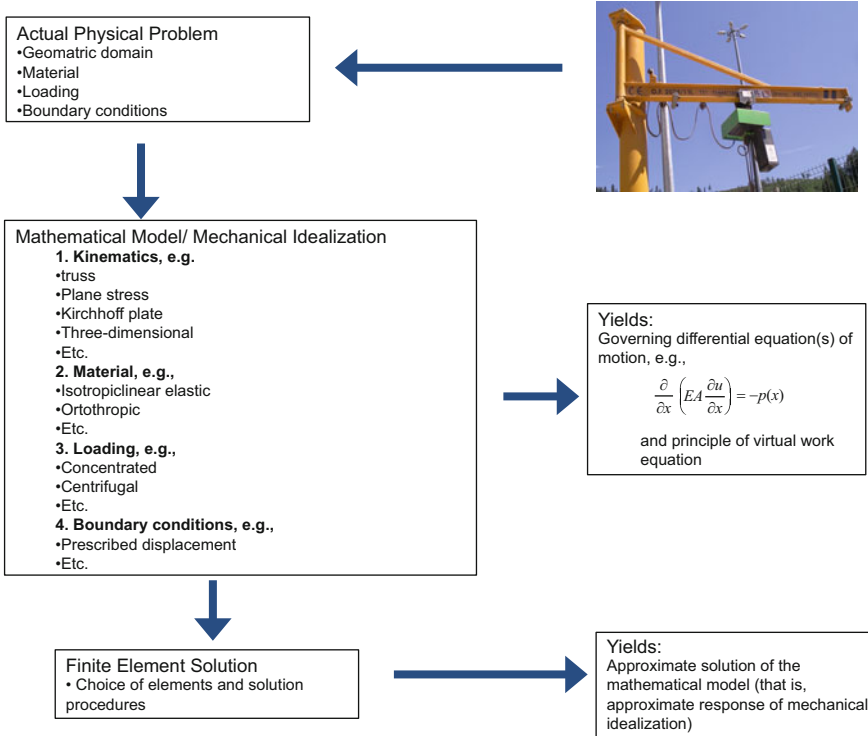 Actual Physical Problem
•Geomatric domain
•Material
•Loading
•Boundary conditions
Mathematical Model/ Mechanical Idealization
1. Kinematics, e.g.
•truss
•Plane stress
•Kirchhoff plate
•Three-dimensional
•Etc.
2. Material, e.g.,
•Isotropiclinear elastic
•Ortothropic
•Etc.
3. Loading, e.g.,
•Concentrated
•Centrifugal
•Etc.
4. Boundary conditions, e.g.,
•Prescribed displacement
•Etc.
Yields:
Governing differential equation(s) of
motion, e.g.,
∂/∂x (EA ∂u/∂x) = −p(x)
and principle of virtual work
equation
Finite Element Solution
• Choice of elements and solution
procedures
Yields:
Approximate solution of the
mathematical model (that is,
approximate response of mechanical
idealization)